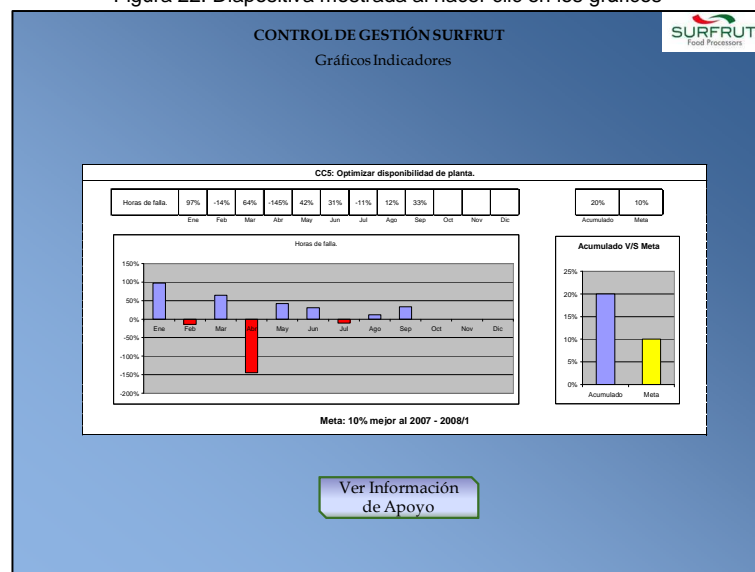 Figura 22: Diapositiva mostrada al hacer clic en los gráficos
CONTROL DE GESTIÓN SURFRUT
SURFRUT
Food Processors
Gráficos Indicadores
CC5: Optimizar disponibilidad de planta.
Horas de falla. 97% -14% 64% -145% 42% 31% -11% 12% 33%
Ene Feb Mar Abr May Jun Jul Ago Sep Oct Nov Dic
20% 10%
Acumulado Meta
Horas de falla.
150%
100%
50%
0%
-50%
-100%
-150%
-200%
Ene Feb Mar Abr May Jun Jul Ago Sep Oct Nov Dic
Acumulado V/S Meta
25%
20%
15%
10%
5%
0%
Acumulado Meta
Meta: 10% mejor al 2007 - 2008/1
Ver Información
de Apoyo